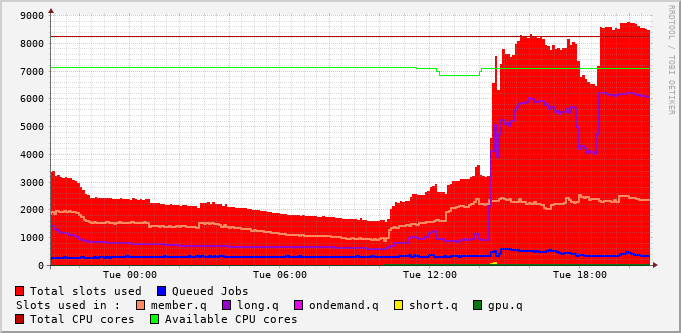 9000
8000
7000
6000
5000
4000
3000
2000
1000
0
Tue 00:00 Tue 06:00 Tue 12:00 Tue 18:00
RRDTOOL / TOBI OETIKER
Total slots used Queued Jobs
Slots used in : member.q long.q ondemand.q short.q gpu.q
Total CPU cores Available CPU cores